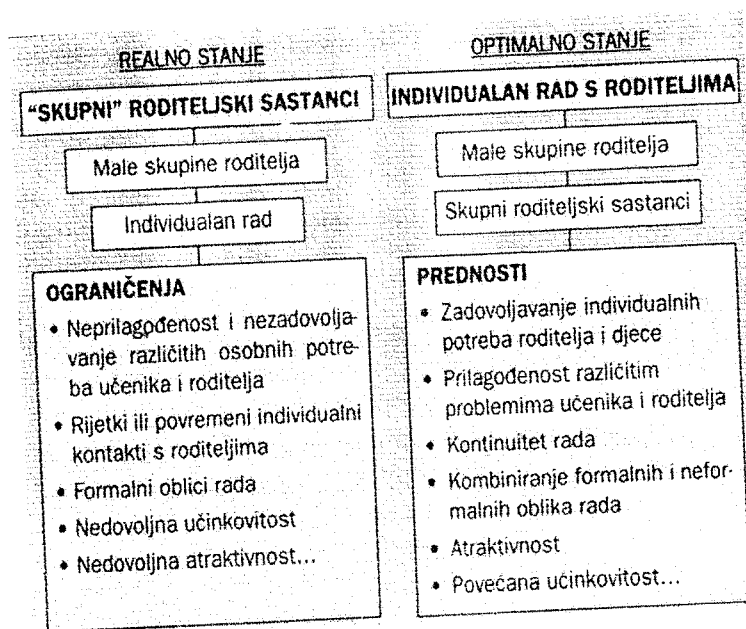 REALNO STANJE
"SKUPNI" RODITELJSKI SASTANCI
Male skupine roditelja
Individualan rad
OGRANIČENJA
• Neprilagođenost i nezadovolja-
vanje različitih osobnih potre-
ba učenika i roditelja
• Rijetki ili povremeni individualni
kontakti s roditeljima
• Formalni oblici rada
• Nedovoljna učinkovitost
• Nedovoljna atraktivnost...
OPTIMALNO STANJE
INDIVIDUALAN RAD S RODITELJIMA
Male skupine roditelja
Skupni roditeljski sastanci
PREDNOSTI
• Zadovoljavanje individualnih
potreba roditelja i djece
• Prilagođenost različitim
problemima učenika i roditelja
• Kontinuitet rada
• Kombiniranje formalnih i nefor-
malnih oblika rada
• Atraktivnost
• Povećana učinkovitost...